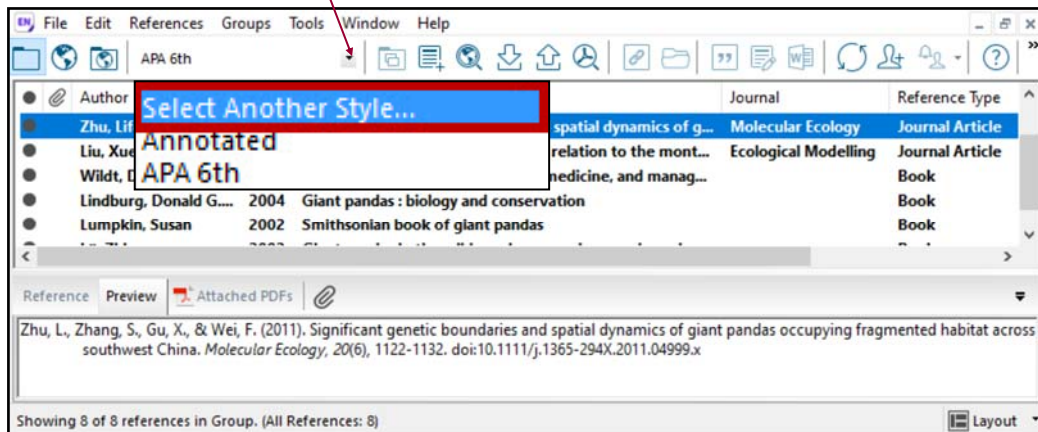 EN File Edit References Groups Tools Window Help
APA 6th
Author Journal Reference Type
Select Another Style...
Annotated
APA 6th
Zhu, Lif spatial dynamics of g... Molecular Ecology Journal Article
Liu, Xue relation to the mont... Ecological Modelling Journal Article
Wildt, D medicine, and manag... Book
Lindburg, Donald G.... 2004 Giant pandas : biology and conservation Book
Lumpkin, Susan 2002 Smithsonian book of giant pandas Book
Reference Preview Attached PDFs
Zhu, L., Zhang, S., Gu, X., & Wei, F. (2011). Significant genetic boundaries and spatial dynamics of giant pandas occupying fragmented habitat across
southwest China. Molecular Ecology, 20(6), 1122-1132. doi:10.1111/j.1365-294X.2011.04999.x
Showing 8 of 8 references in Group. (All References: 8) Layout